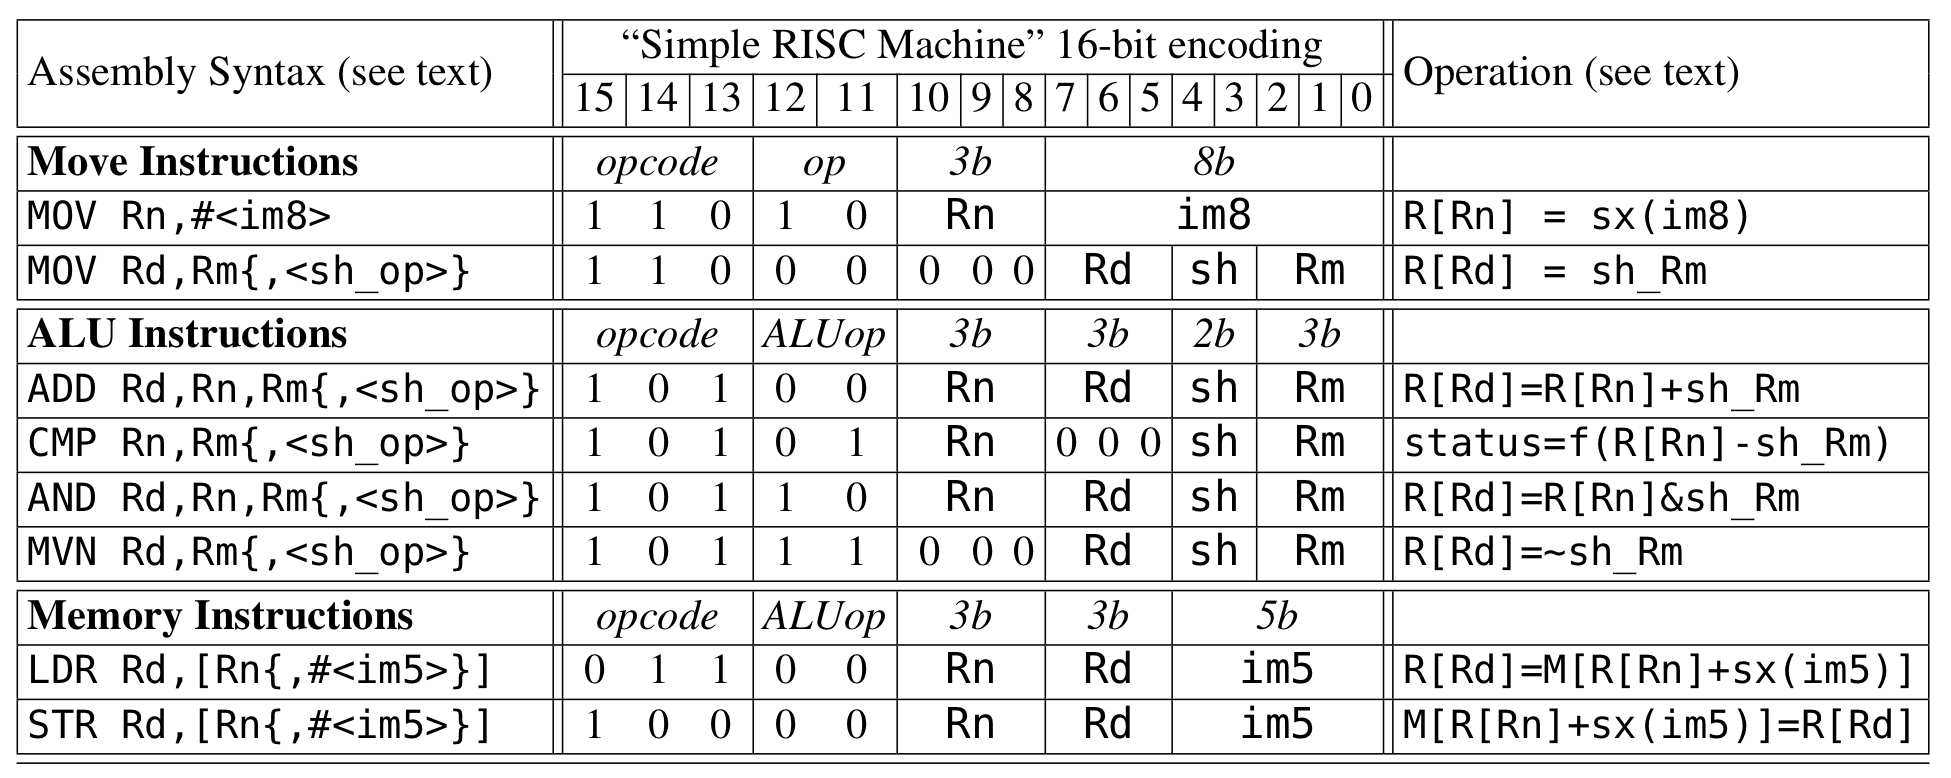 Assembly Syntax (see text) “Simple RISC Machine” 16-bit encoding Operation (see text)
15 14 13 12 11 10 9 8 7 6 5 4 3 2 1 0
Move Instructions opcode op 3b 8b
MOV Rn,#<im8> 1 1 0 1 0 Rn im8 R[Rn] = sx(im8)
MOV Rd,Rm{,<sh_op>} 1 1 0 0 0 0 0 0 Rd sh Rm R[Rd] = sh_Rm
ALU Instructions opcode ALUop 3b 3b 2b 3b
ADD Rd,Rn,Rm{,<sh_op>} 1 0 1 0 0 Rn Rd sh Rm R[Rd]=R[Rn]+sh_Rm
CMP Rn,Rm{,<sh_op>} 1 0 1 0 1 Rn 0 0 0 sh Rm status=f(R[Rn]-sh_Rm)
AND Rd,Rn,Rm{,<sh_op>} 1 0 1 1 0 Rn Rd sh Rm R[Rd]=R[Rn]&sh_Rm
MVN Rd,Rm{,<sh_op>} 1 0 1 1 1 0 0 0 Rd sh Rm R[Rd]=~sh_Rm
Memory Instructions opcode ALUop 3b 3b 5b
LDR Rd,[Rn{,#<im5>}] 0 1 1 0 0 Rn Rd im5 R[Rd]=M[R[Rn]+sx(im5)]
STR Rd,[Rn{,#<im5>}] 1 0 0 0 0 Rn Rd im5 M[R[Rn]+sx(im5)]=R[Rd]